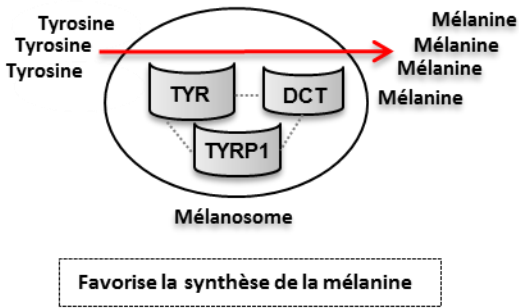 Tyrosine
Tyrosine
Tyrosine
Mélanine
Mélanine
Mélanine
Mélanine
TYR
DCT
TYRP1
Mélanosome
Favorise la synthèse de la mélanine